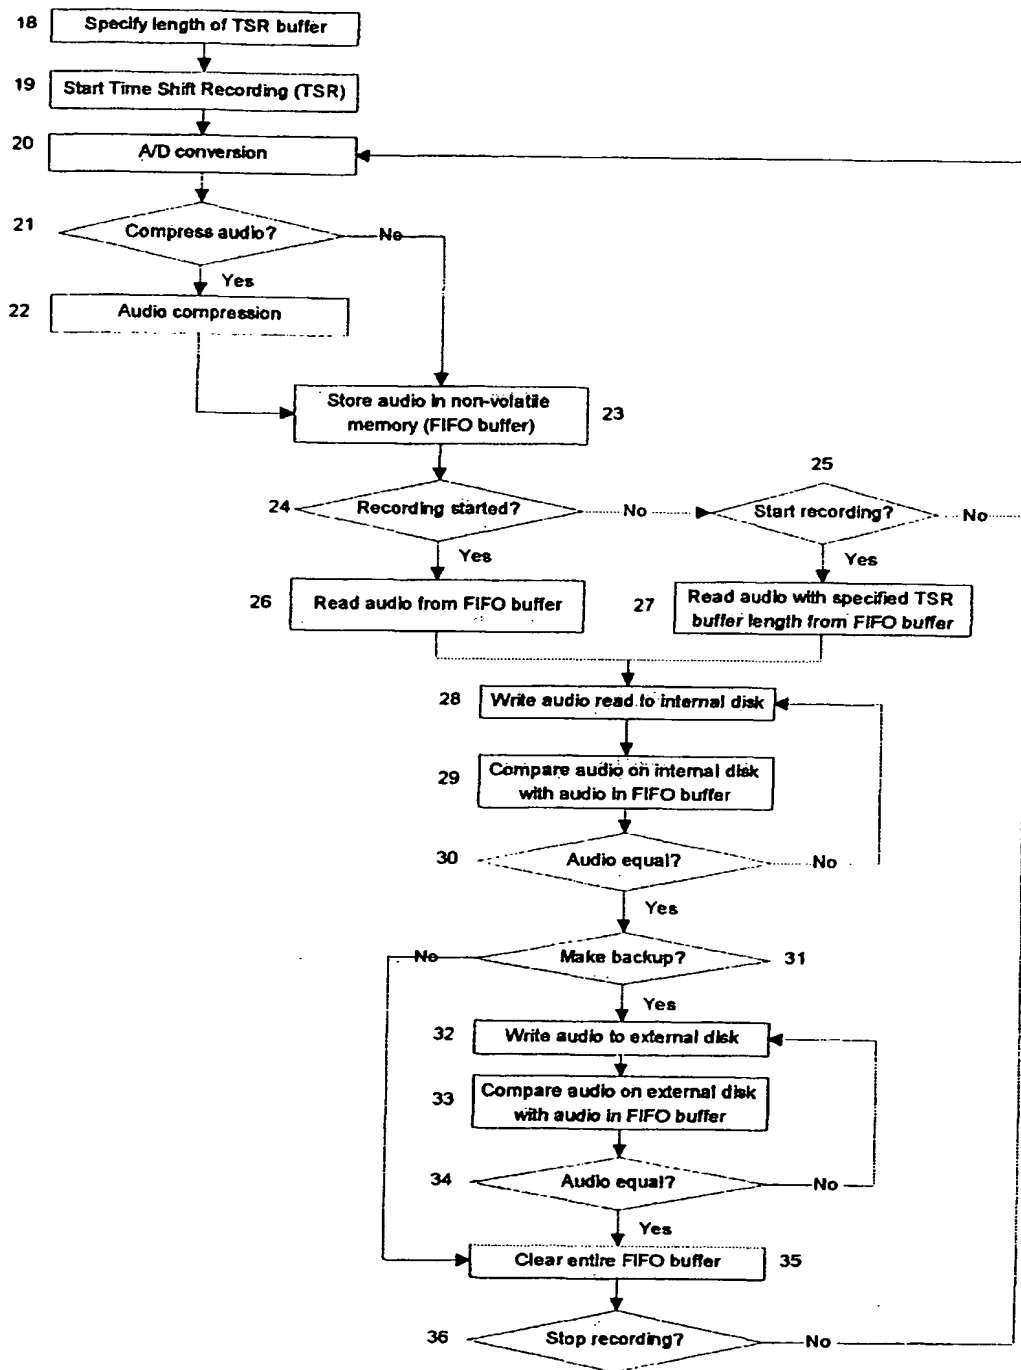 18
Specify length of TSR buffer
19
Start Time Shift Recording (TSR)
20
A/D conversion
21
Compress audio?
No
Yes
22
Audio compression
Store audio in non-volatile
memory (FIFO buffer)
23
25
24
Recording started?
No
Start recording?
No
Yes
Yes
26
Read audio from FIFO buffer
27
Read audio with specified TSR
buffer length from FIFO buffer
28
Write audio read to internal disk
29
Compare audio on internal disk
with audio in FIFO buffer
30
Audio equal?
No
Yes
No
Make backup?
31
Yes
32
Write audio to external disk
33
Compare audio on external disk
with audio in FIFO buffer
34
Audio equal?
No
Yes
Clear entire FIFO buffer
35
36
Stop recording?
No